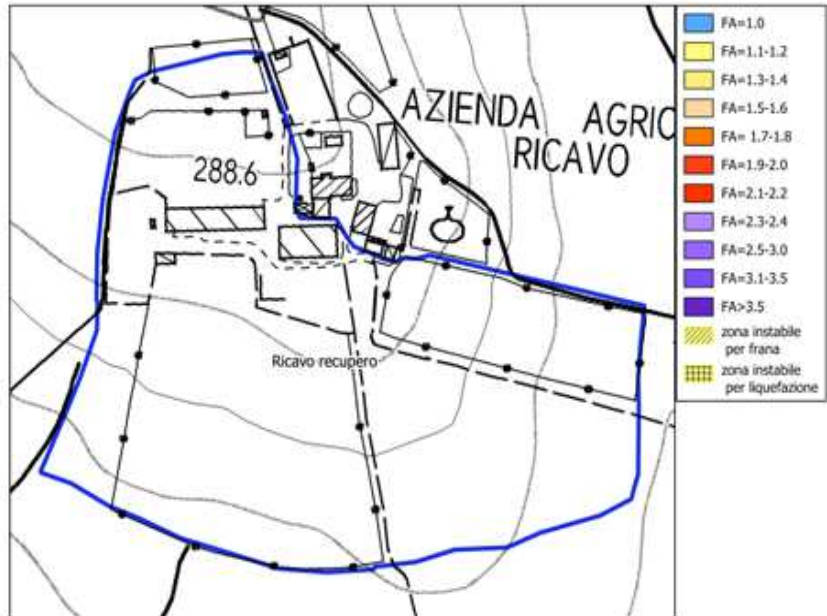 AZIENDA AGRIC
RICAVO
288.6
Ricavo recupero
FA=1.0
FA=1.1-1.2
FA=1.3-1.4
FA=1.5-1.6
FA= 1.7-1.8
FA=1.9-2.0
FA=2.1-2.2
FA=2.3-2.4
FA=2.5-3.0
FA=3.1-3.5
FA>3.5
zona instabile
per frana
zona instabile
per liquefazione